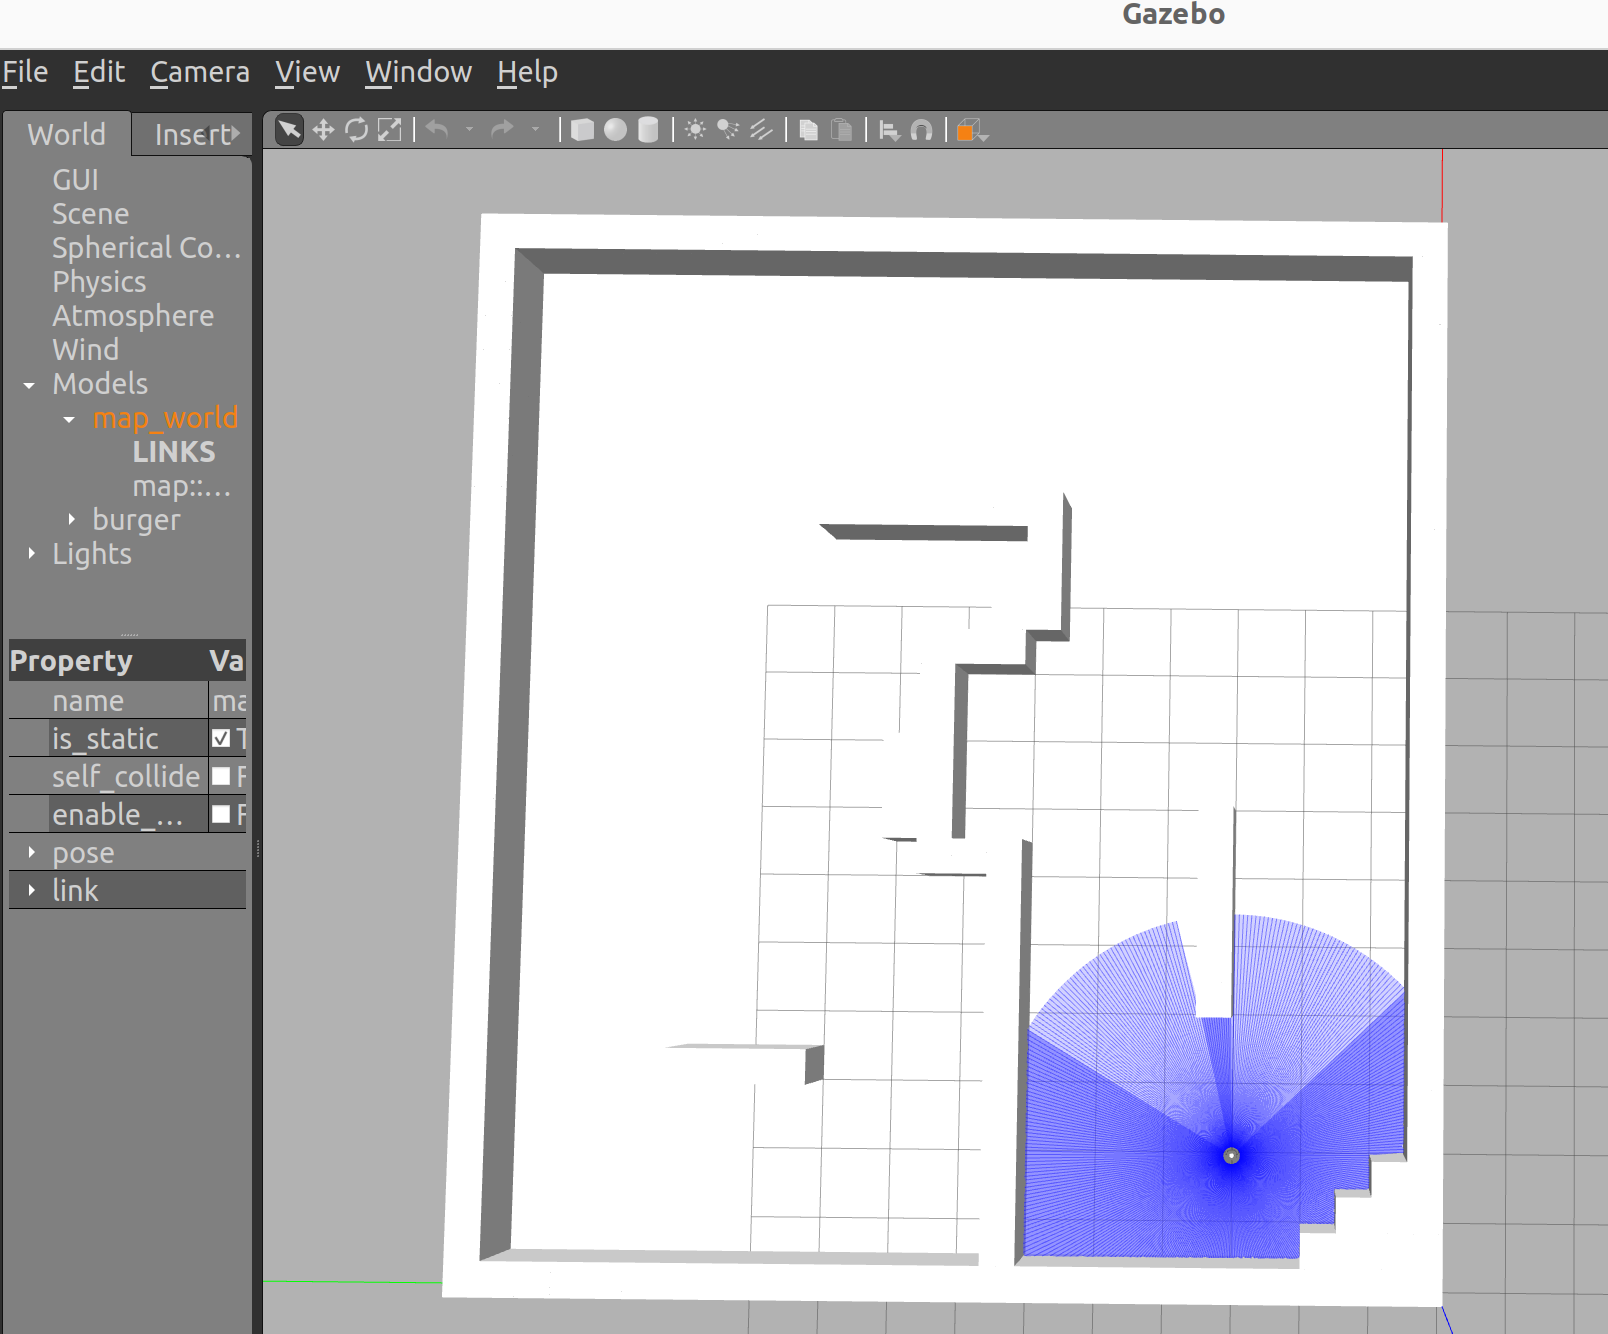 Gazebo
File Edit Camera View Window Help
World Insert
GUI
Scene
Spherical Co...
Physics
Atmosphere
Wind
Models
map_world
LINKS
map::...
burger
Lights
Property Va
name ma
is_static T
self_collide F
enable_... F
pose
link